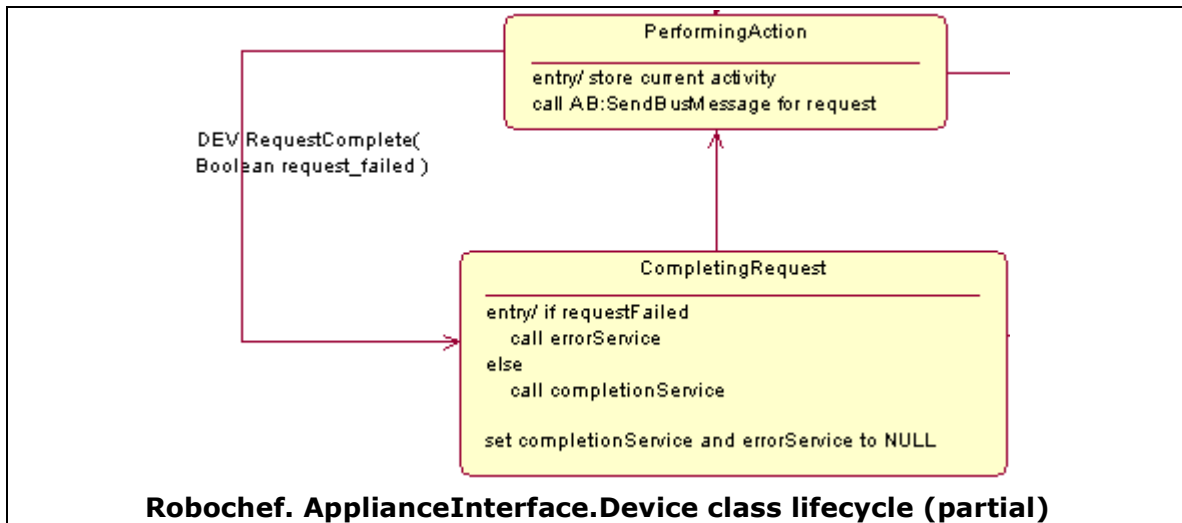 PerformingAction
entry/ store current activity
call AB:SendBusMessage for request
DEV RequestComplete(
Boolean request_failed )
CompletingRequest
entry/ if requestFailed
call errorService
else
call completionService
set completionService and errorService to NULL
Robochef. ApplianceInterface.Device class lifecycle (partial)